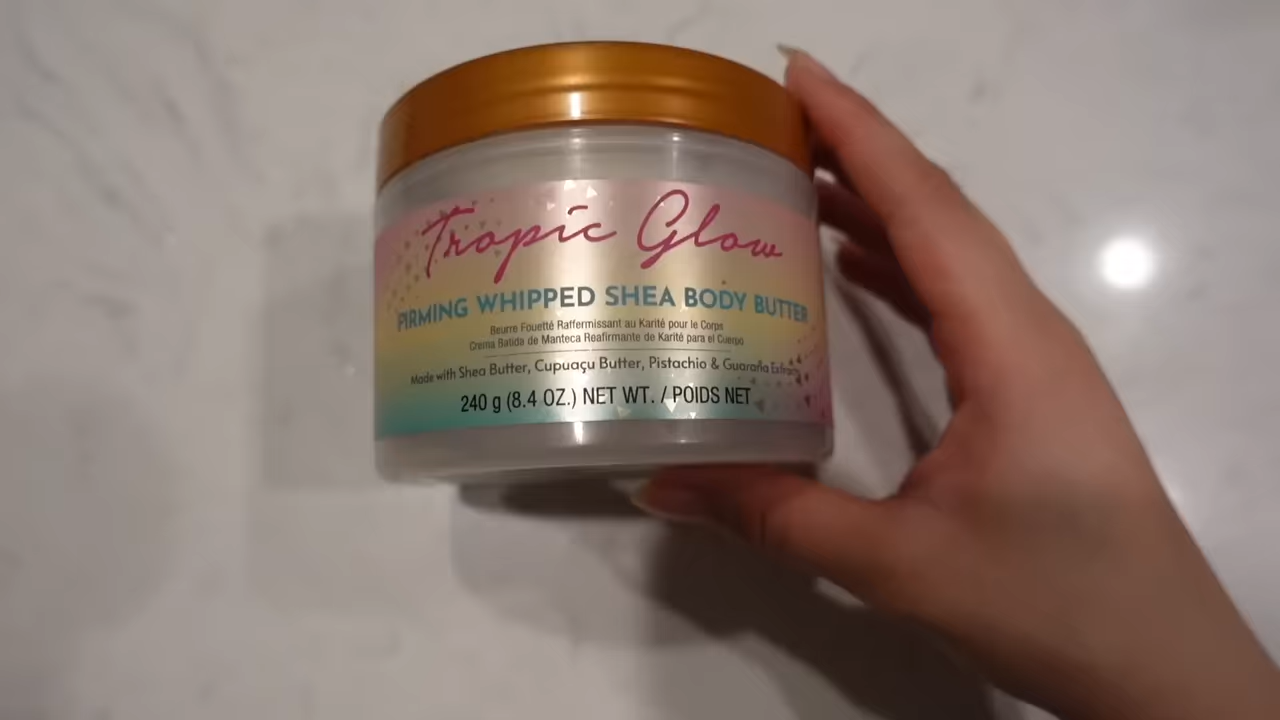 Tropic Glow
FIRMING WHIPPED SHEA BODY BUTTER
Beurre Fouetté Raffermissant au Karité pour le Corps
Crema Batida de Manteca Reafirmante de Karité para el Cuerpo
Made with Shea Butter, Cupuaçu Butter, Pistachio & Guaraña Extracts
240 g (8.4 OZ.) NET WT. / POIDS NET